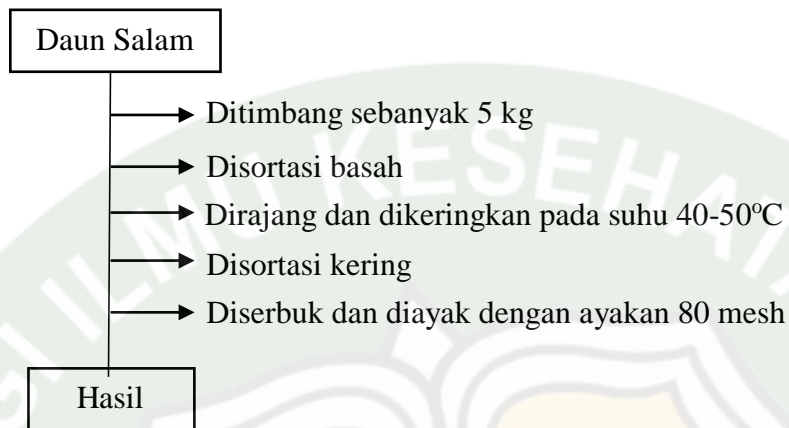 Daun Salam
Ditimbang sebanyak 5 kg
Disortasi basah
Dirajang dan dikeringkan pada suhu 40-50ºC
Disortasi kering
Diserbuk dan diayak dengan ayakan 80 mesh
Hasil